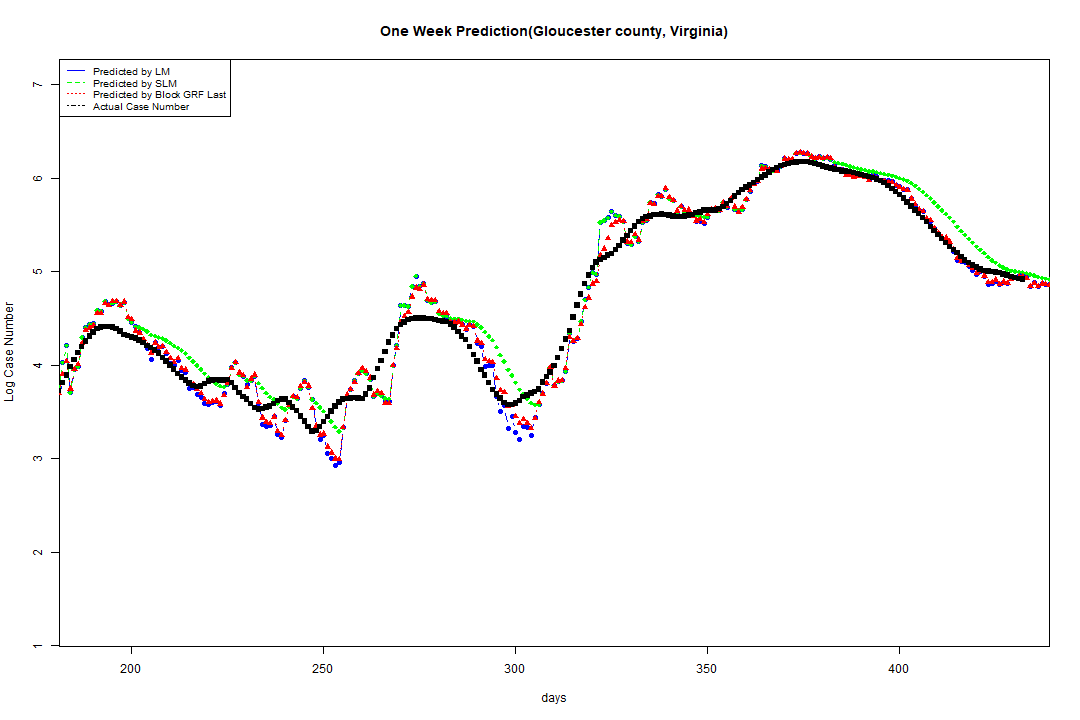 One Week Prediction(Gloucester county, Virginia)
Predicted by LM
Predicted by SLM
Predicted by Block GRF Last
Actual Case Number
7
6
5
4
3
2
1
Log Case Number
200 250 300 350 400
days